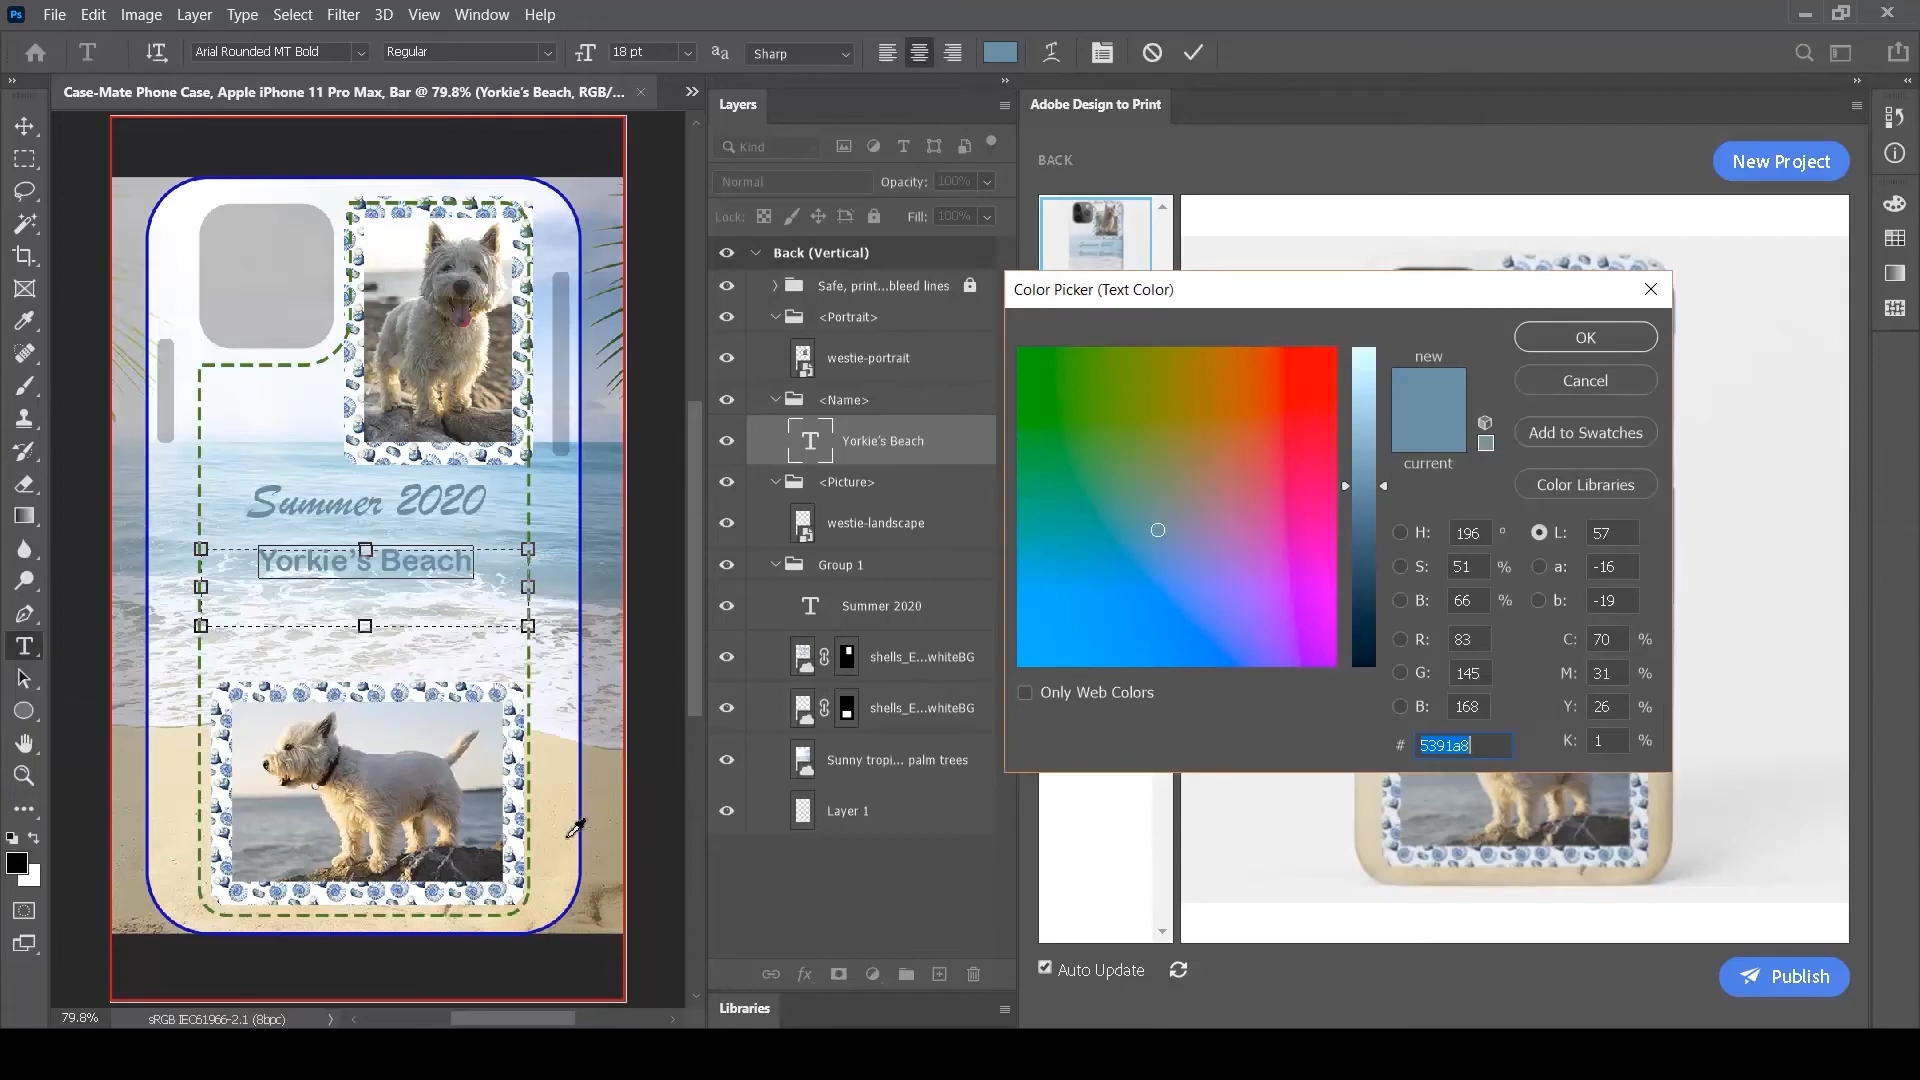 Ps File Edit Image Layer Type Select Filter 3D View Window Help
T Arial Rounded MT Bold Regular 18 pt aa Sharp
Case-Mate Phone Case, Apple iPhone 11 Pro Max, Bar @ 79.8% (Yorkie’s Beach, RGB/...
Summer 2020
Yorkie’s Beach
79.8% sRGB IEC61966-2.1 (8bpc)
Layers
Kind
Normal Opacity: 100%
Lock: Fill: 100%
Back (Vertical)
Safe, print...bleed lines
<Portrait>
westie-portrait
<Name>
T Yorkie’s Beach
<Picture>
westie-landscape
Group 1
T Summer 2020
shells_E...whiteBG
shells_E...whiteBG
Sunny tropi... palm trees
Layer 1
fx
Libraries
Adobe Design to Print
BACK
New Project
Summer 2020
Color Picker (Text Color)
new
current
OK
Cancel
Add to Swatches
Color Libraries
H: 196 °
S: 51 %
B: 66 %
R: 83
G: 145
B: 168
# 5391a8
L: 57
a: -16
b: -19
C: 70 %
M: 31 %
Y: 26 %
K: 1 %
Only Web Colors
Auto Update
Publish